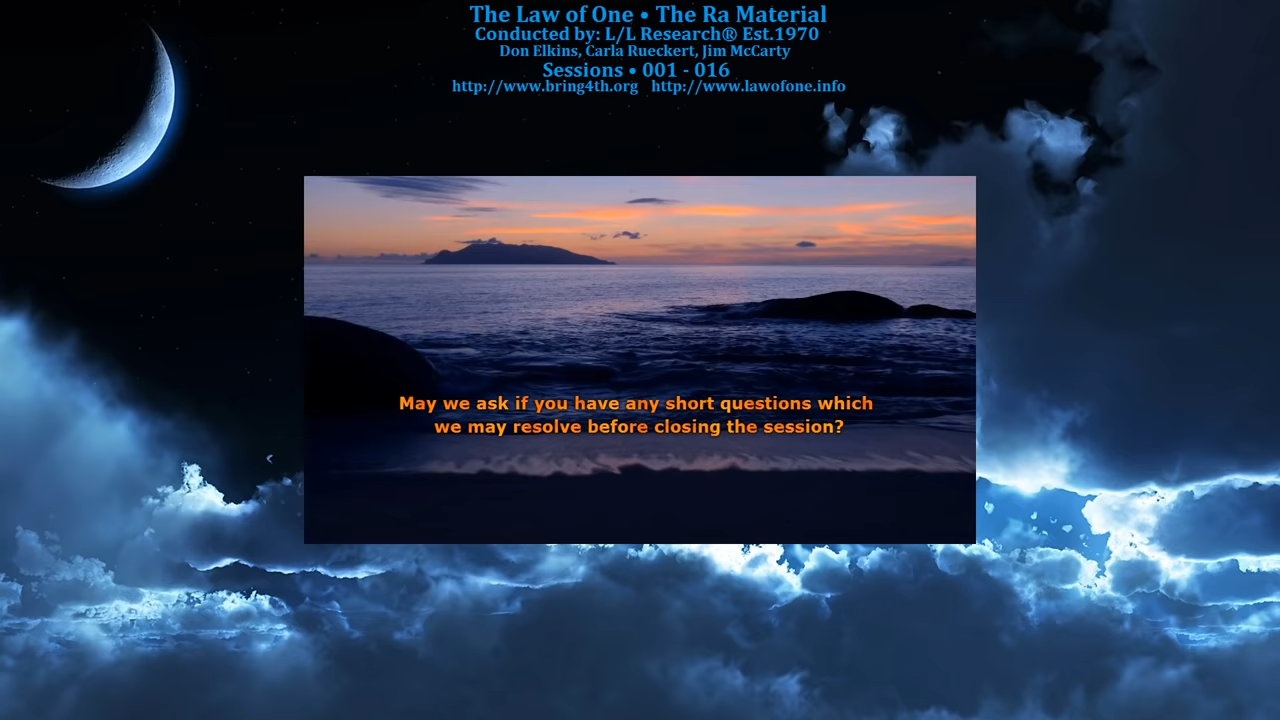 The Law of One • The Ra Material
Conducted by: L/L Research® Est.1970
Don Elkins, Carla Rueckert, Jim McCarty
Sessions • 001 - 016
http://www.bring4th.org http://www.lawofone.info
May we ask if you have any short questions which
we may resolve before closing the session?